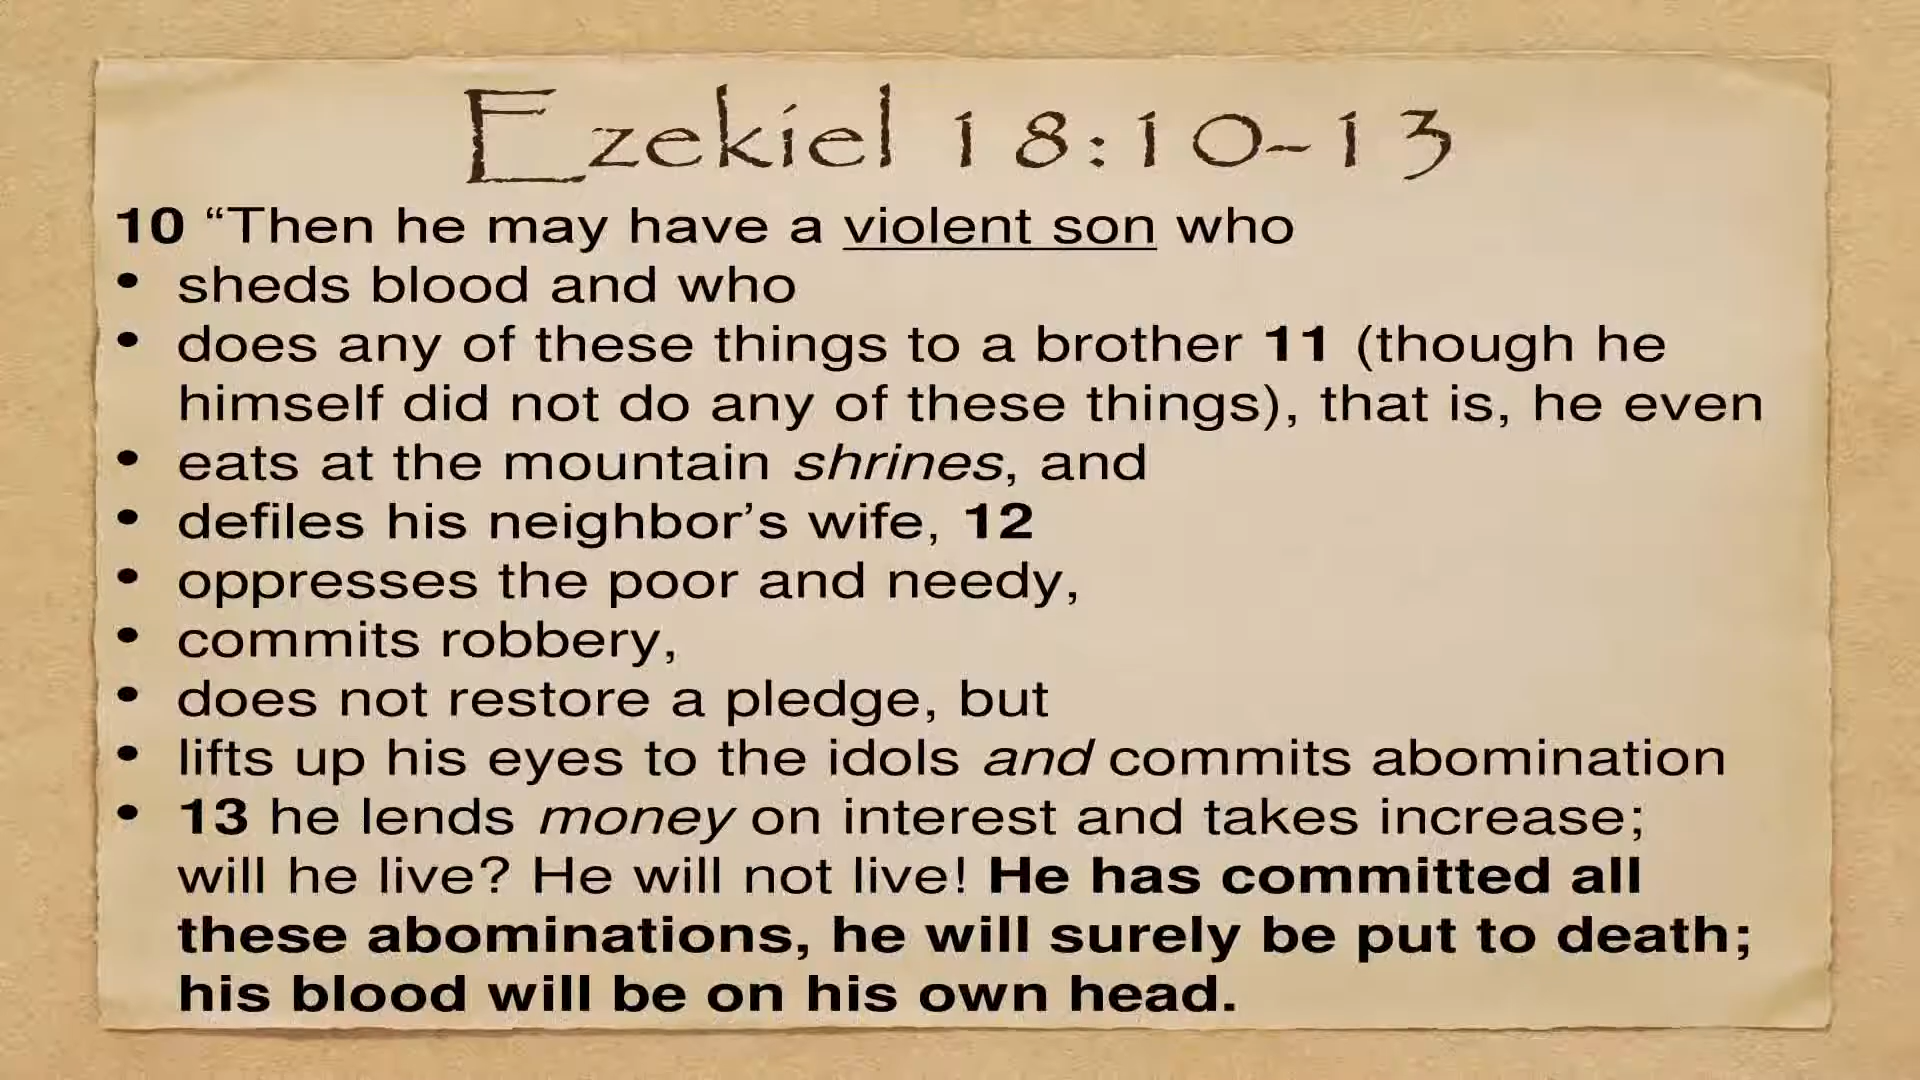 Ezekiel 18:10-13
10 “Then he may have a violent son who
• sheds blood and who
• does any of these things to a brother 11 (though he
himself did not do any of these things), that is, he even
• eats at the mountain shrines, and
• defiles his neighbor’s wife, 12
• oppresses the poor and needy,
• commits robbery,
• does not restore a pledge, but
• lifts up his eyes to the idols and commits abomination
• 13 he lends money on interest and takes increase;
will he live? He will not live! He has committed all
these abominations, he will surely be put to death;
his blood will be on his own head.